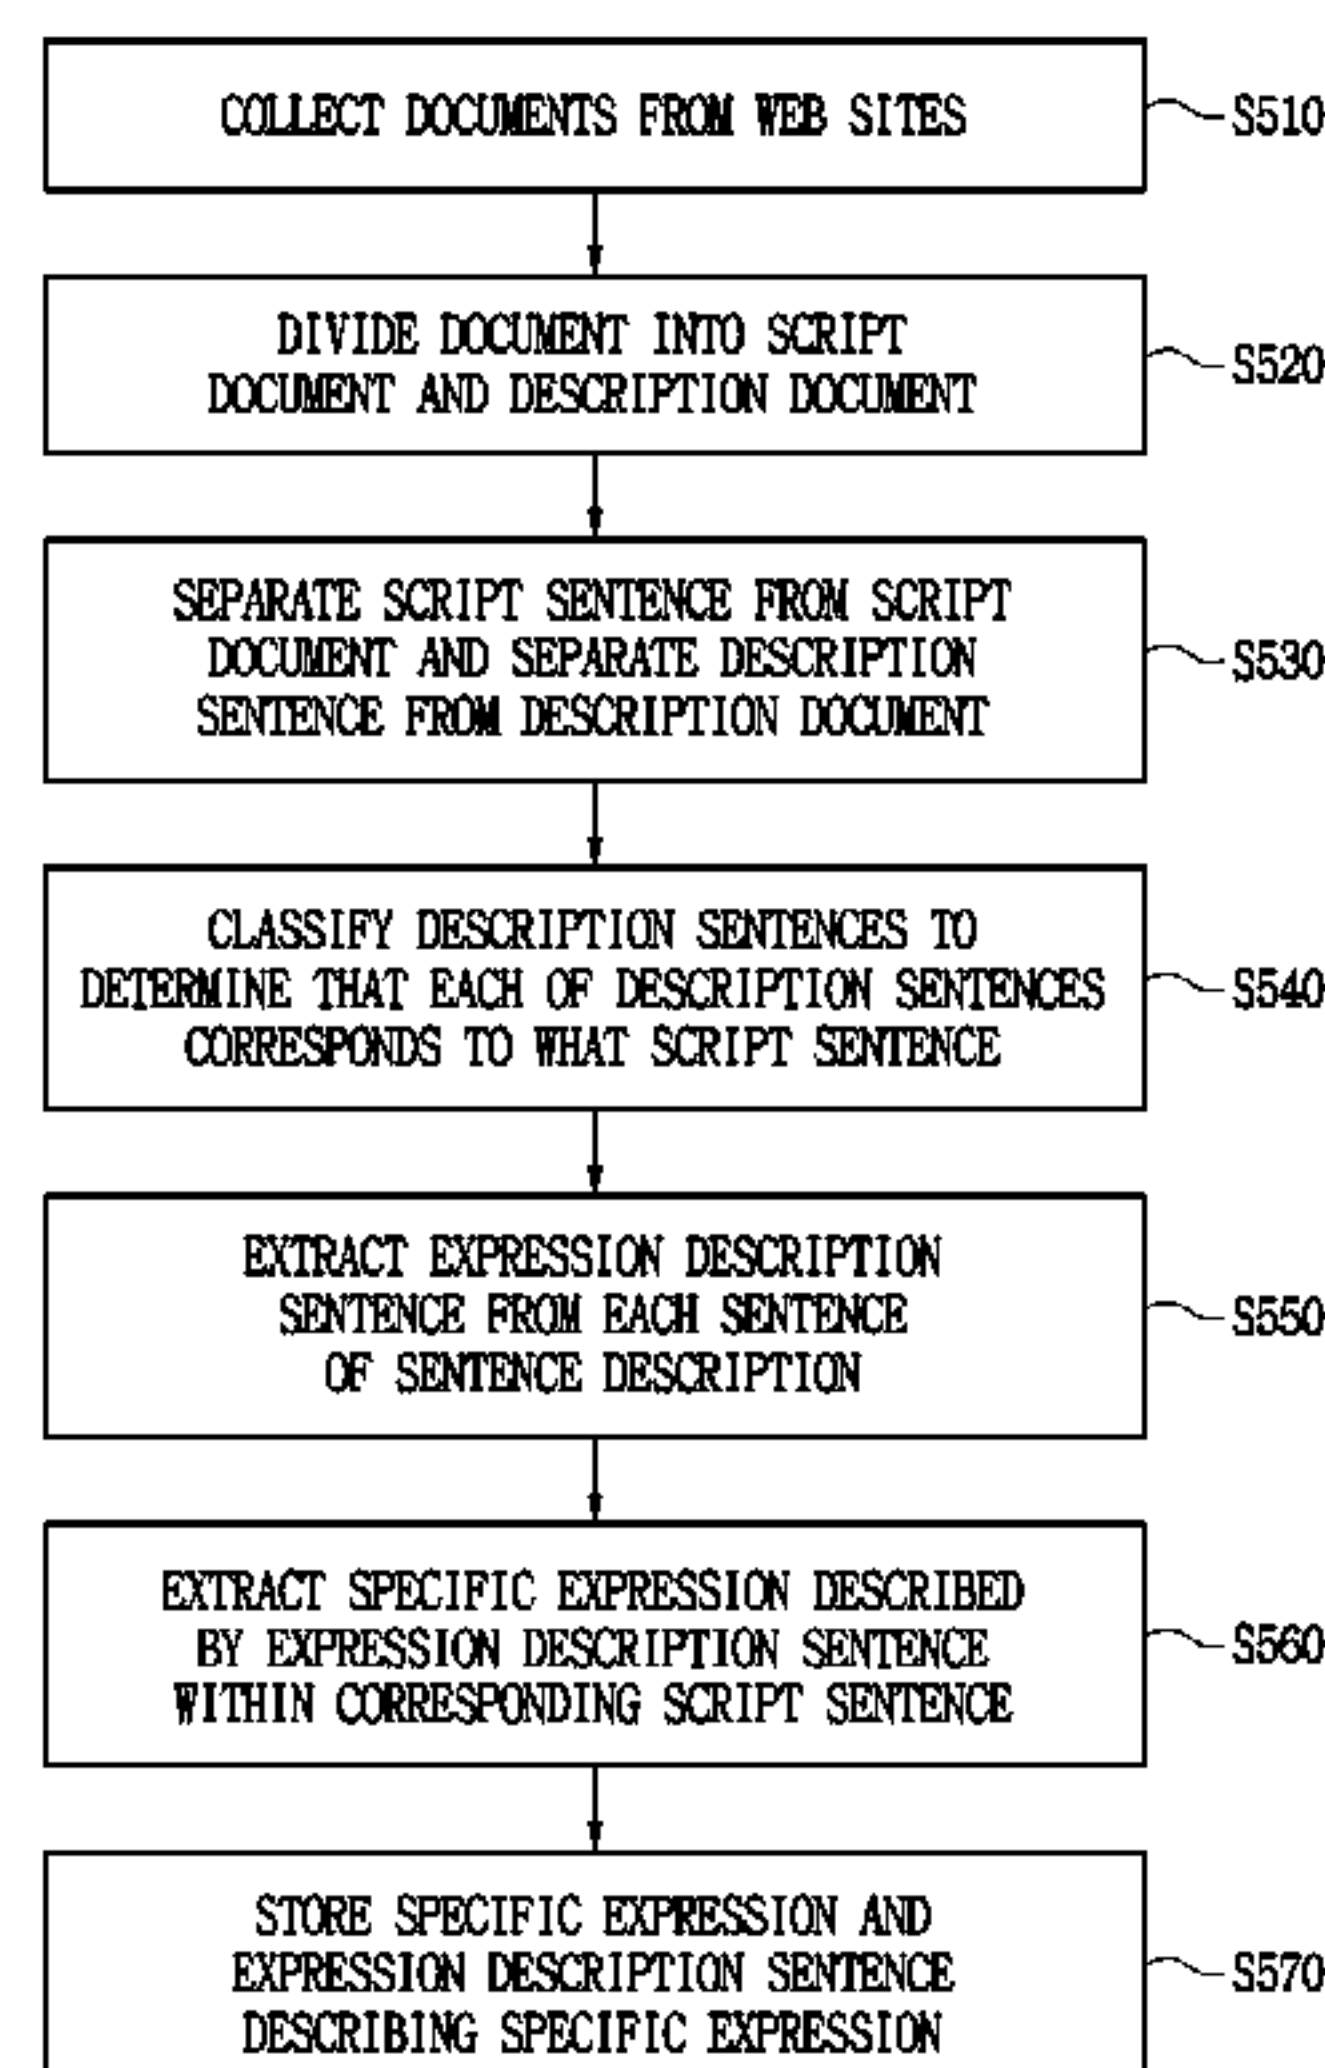 COLLECT DOCUMENTS FROM WEB SITES
S510
DIVIDE DOCUMENT INTO SCRIPT
DOCUMENT AND DESCRIPTION DOCUMENT
S520
SEPARATE SCRIPT SENTENCE FROM SCRIPT
DOCUMENT AND SEPARATE DESCRIPTION
SENTENCE FROM DESCRIPTION DOCUMENT
S530
CLASSIFY DESCRIPTION SENTENCES TO
DETERMINE THAT EACH OF DESCRIPTION SENTENCES
CORRESPONDS TO WHAT SCRIPT SENTENCE
S540
EXTRACT EXPRESSION DESCRIPTION
SENTENCE FROM EACH SENTENCE
OF SENTENCE DESCRIPTION
S550
EXTRACT SPECIFIC EXPRESSION DESCRIBED
BY EXPRESSION DESCRIPTION SENTENCE
WITHIN CORRESPONDING SCRIPT SENTENCE
S560
STORE SPECIFIC EXPRESSION AND
EXPRESSION DESCRIPTION SENTENCE
DESCRIBING SPECIFIC EXPRESSION
S570